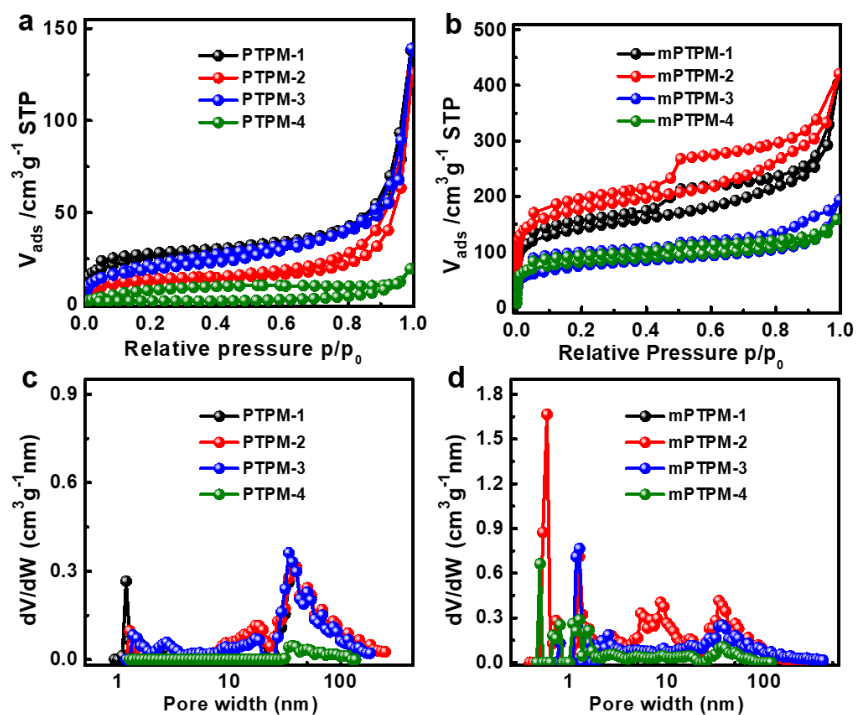 a
150
100
50
0
V_ads /cm³g⁻¹ STP
PTPM-1
PTPM-2
PTPM-3
PTPM-4
0.0 0.2 0.4 0.6 0.8 1.0
Relative pressure p/p₀
b
500
400
300
200
100
0
V_ads /cm³g⁻¹ STP
mPTPM-1
mPTPM-2
mPTPM-3
mPTPM-4
0.0 0.2 0.4 0.6 0.8 1.0
Relative Pressure p/p₀
c
0.9
0.6
0.3
0.0
dV/dW (cm³g⁻¹nm)
PTPM-1
PTPM-2
PTPM-3
PTPM-4
1 10 100
Pore width (nm)
d
1.8
1.5
1.2
0.9
0.6
0.3
0.0
dV/dW (cm³g⁻¹nm)
mPTPM-1
mPTPM-2
mPTPM-3
mPTPM-4
1 10 100
Pore width (nm)